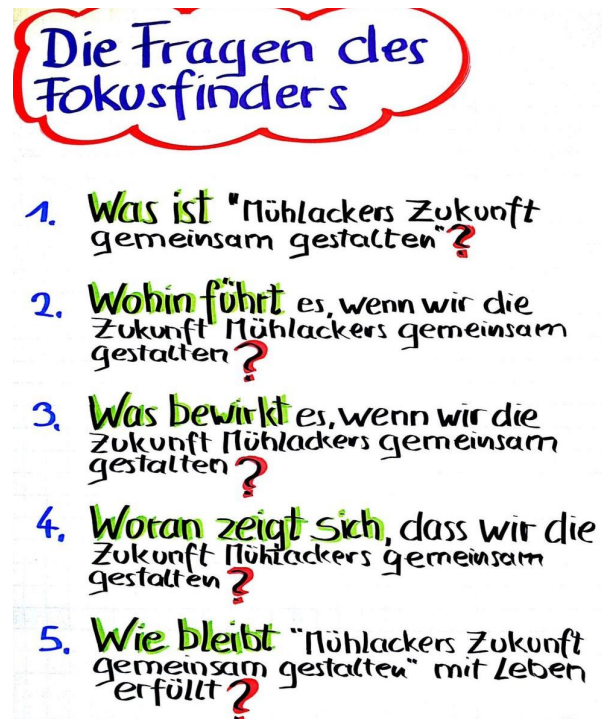 Die Fragen des
Fokusfinders
1. Was ist "Mühlackers Zukunft
gemeinsam gestalten"?
2. Wohin führt es, wenn wir die
Zukunft Mühlackers gemeinsam
gestalten?
3. Was bewirkt es, wenn wir die
Zukunft Mühlackers gemeinsam
gestalten?
4. Woran zeigt sich, dass wir die
Zukunft Mühlackers gemeinsam
gestalten?
5. Wie bleibt "Mühlackers Zukunft
gemeinsam gestalten" mit Leben
erfüllt?